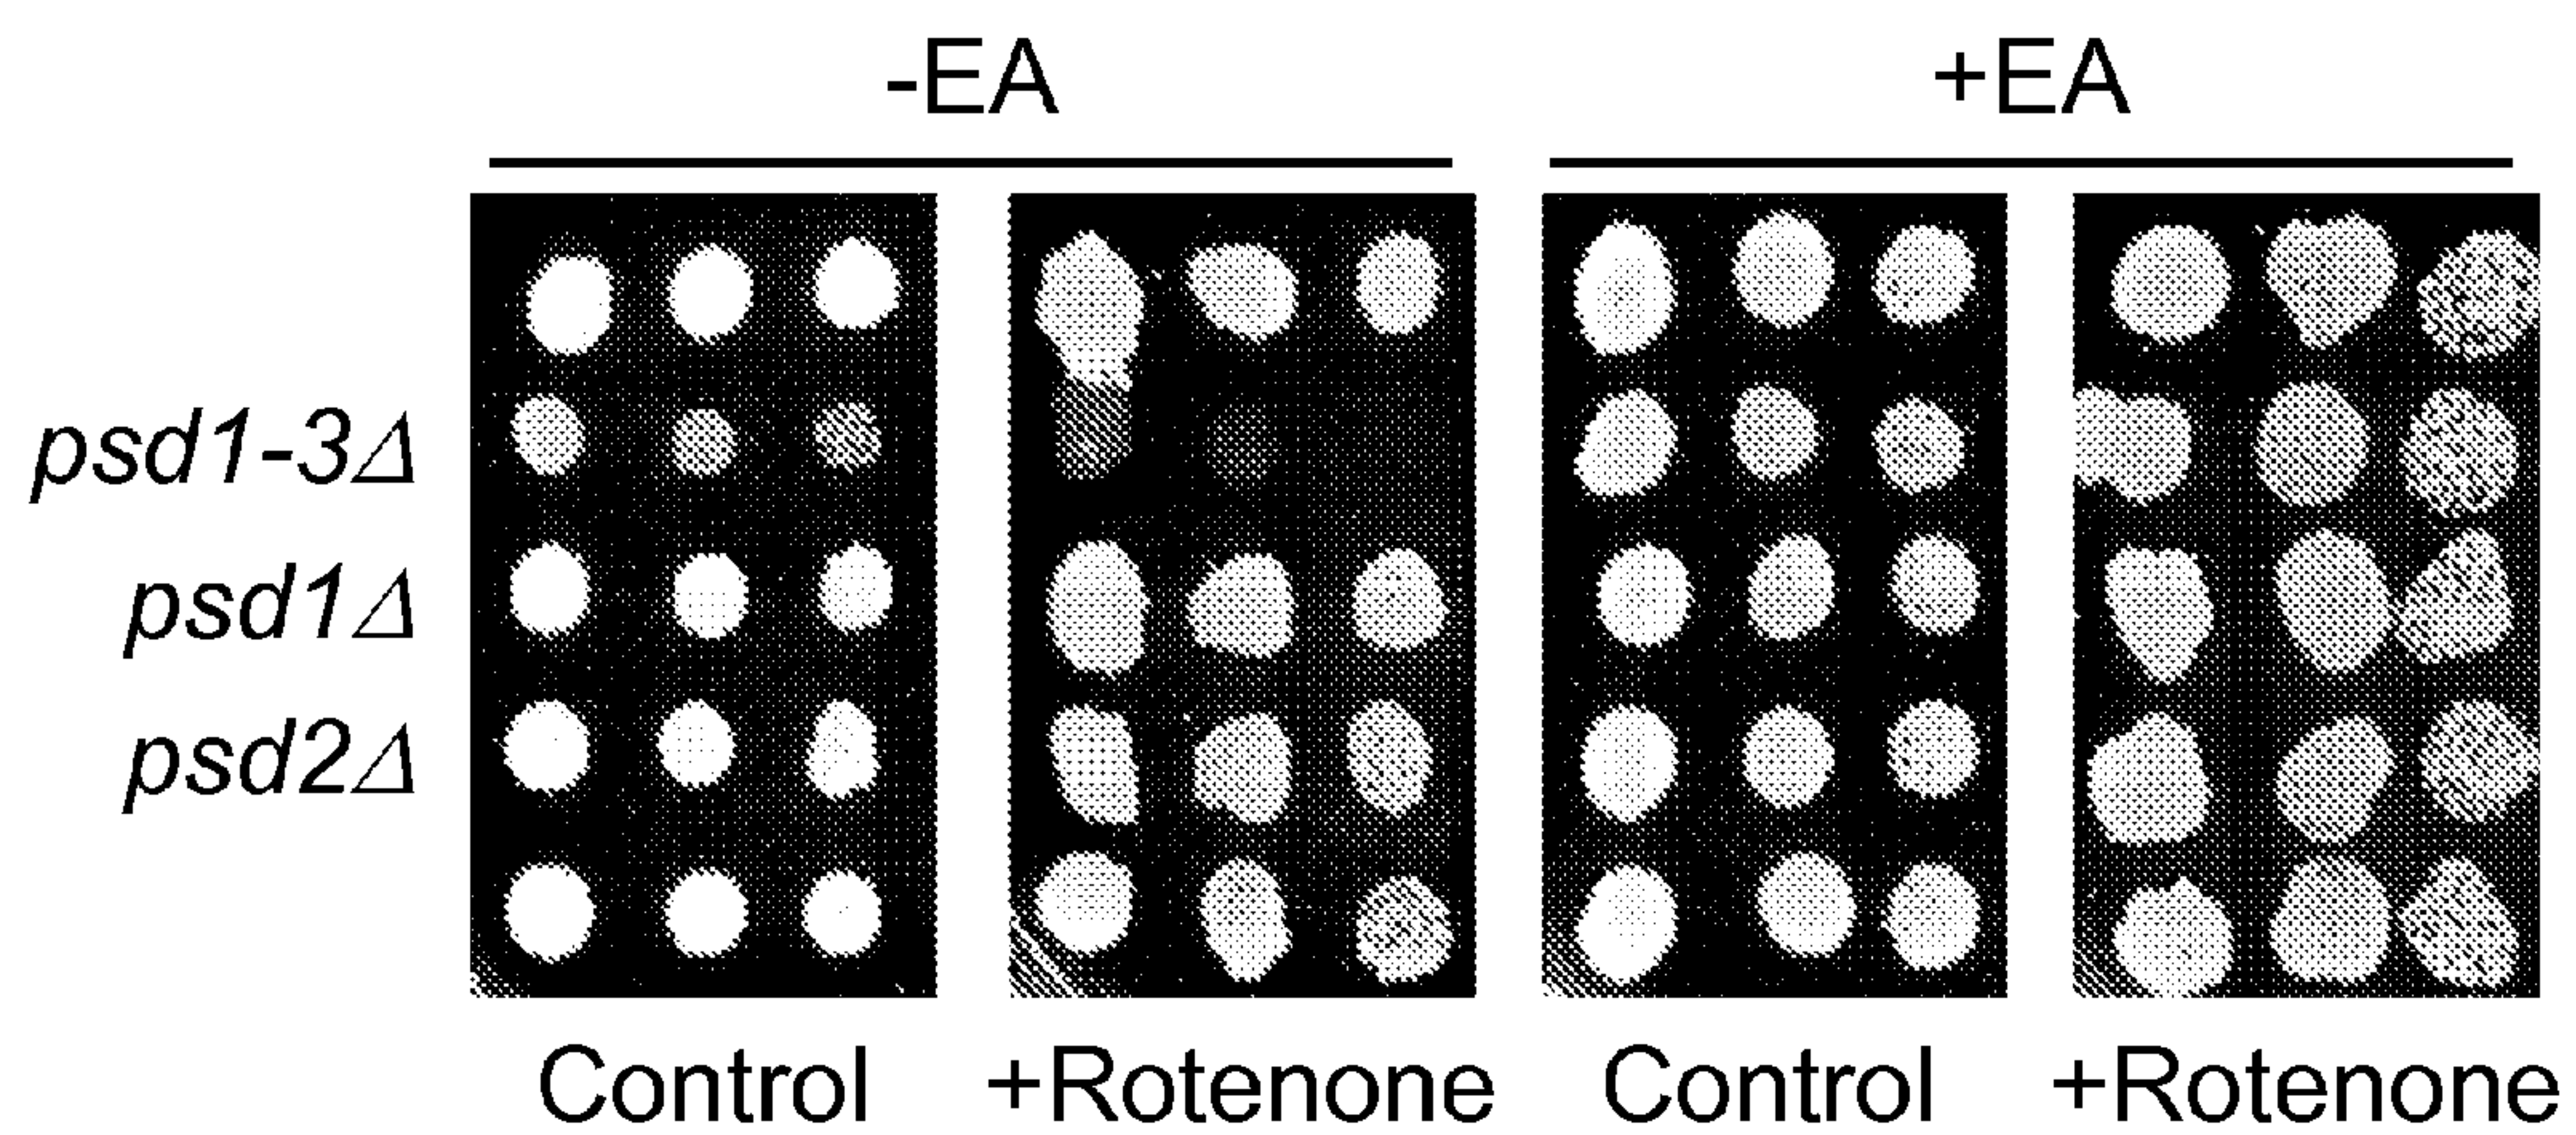 -EA +EA
psd1-3Δ
psd1Δ
psd2Δ
Control +Rotenone Control +Rotenone